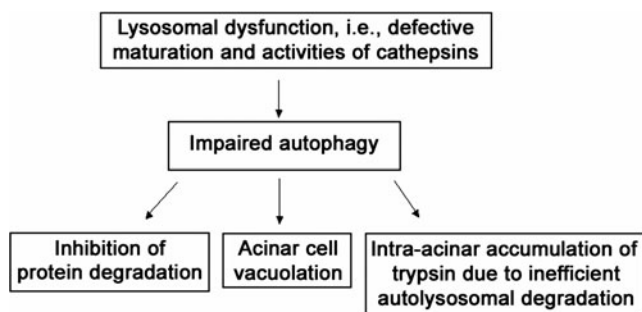 Lysosomal dysfunction, i.e., defective
maturation and activities of cathepsins
Impaired autophagy
Inhibition of
protein degradation
Acinar cell
vacuolation
Intra-acinar accumulation of
trypsin due to inefficient
autolysosomal degradation